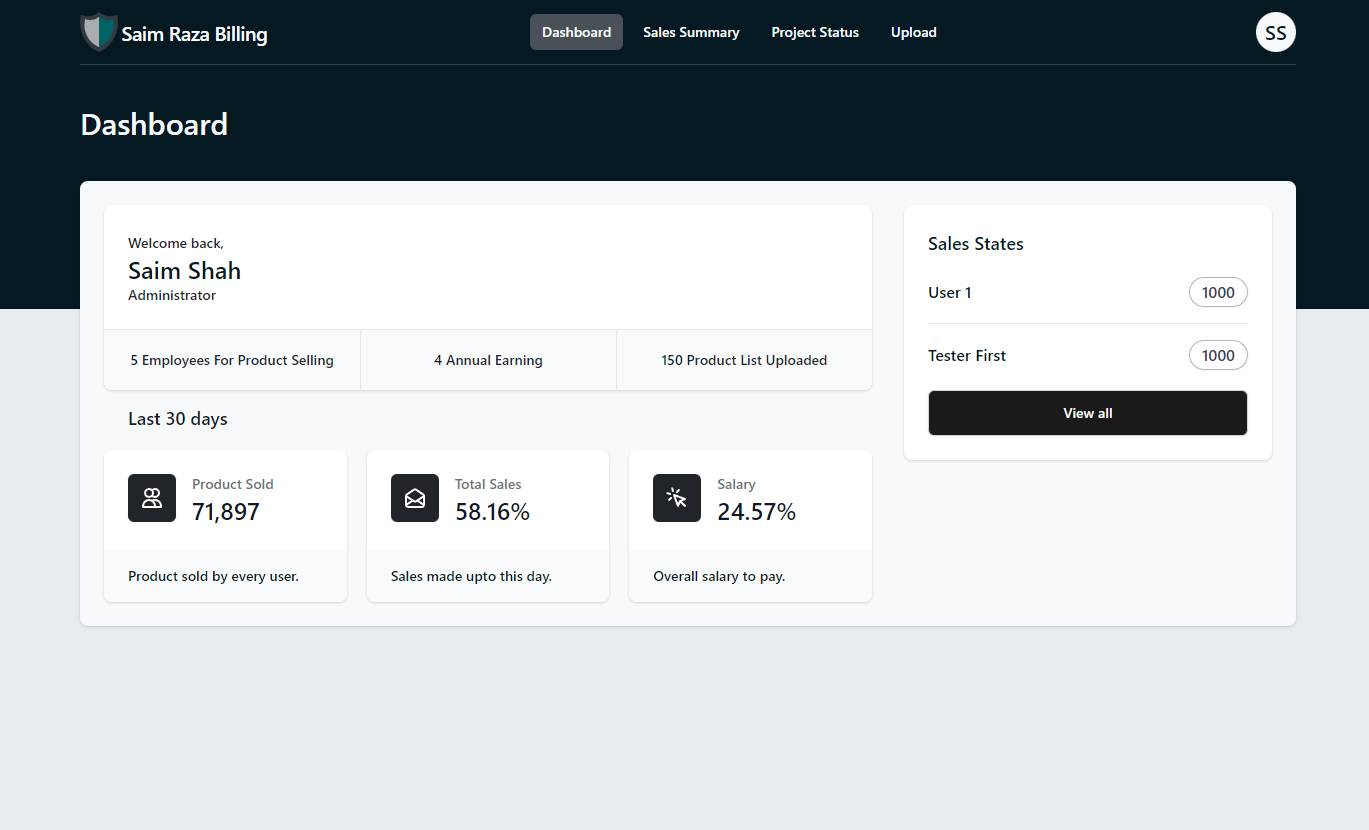 Saim Raza Billing
Dashboard
Sales Summary
Project Status
Upload
SS
Dashboard
Welcome back,
Saim Shah
Administrator
5 Employees For Product Selling
4 Annual Earning
150 Product List Uploaded
Last 30 days
Product Sold
71,897
Product sold by every user.
Total Sales
58.16%
Sales made upto this day.
Salary
24.57%
Overall salary to pay.
Sales States
User 1
1000
Tester First
1000
View all